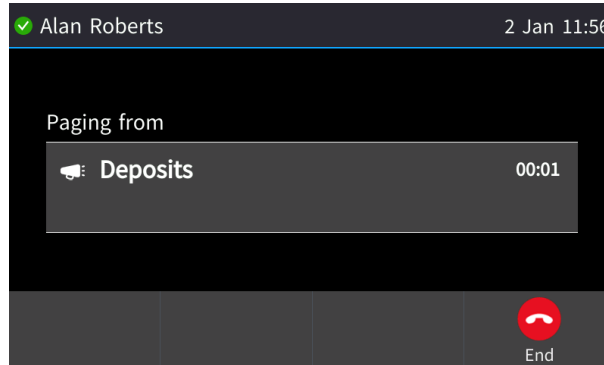 Alan Roberts 2 Jan 11:56
Paging from
Deposits 00:01
End